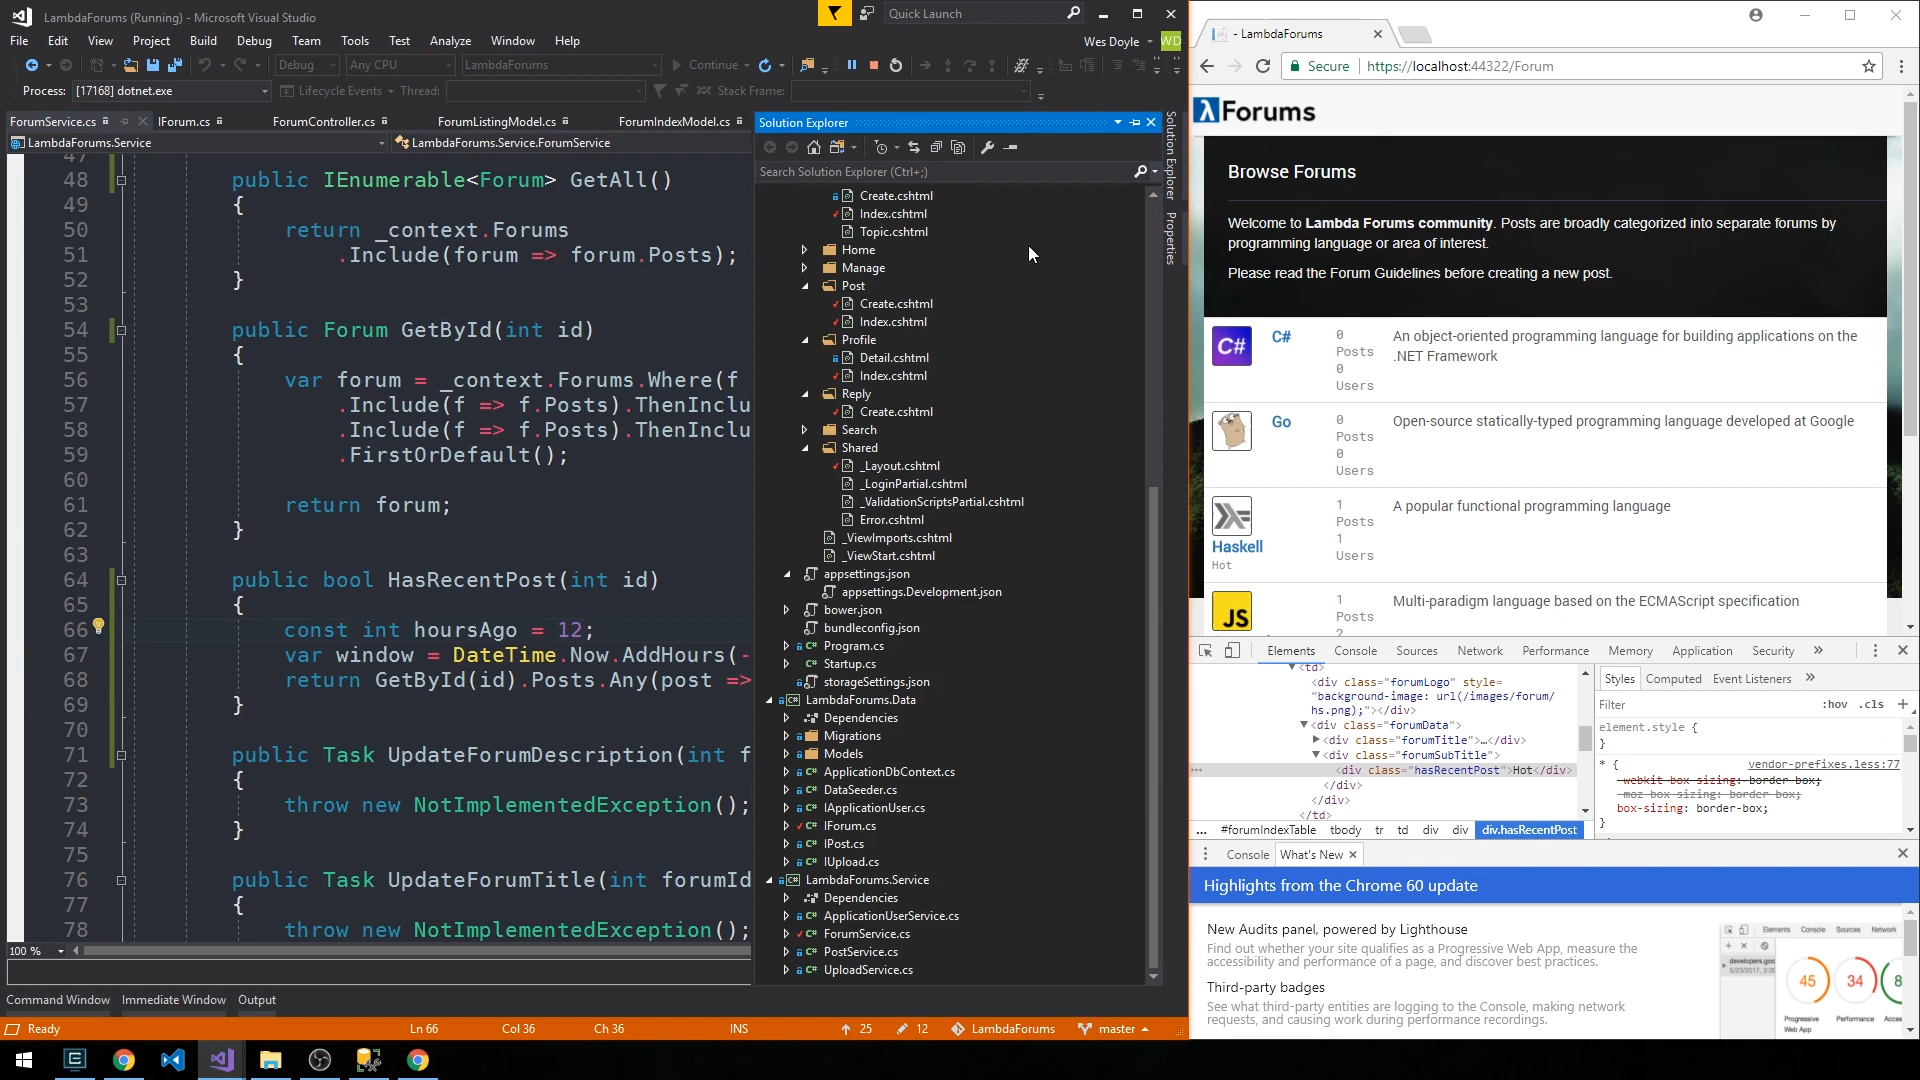 LambdaForums (Running) - Microsoft Visual Studio
Quick Launch
File Edit View Project Build Debug Team Tools Test Analyze Window Help
Wes Doyle WD
Debug Any CPU LambdaForums Continue
Process: [17168] dotnet.exe Lifecycle Events Thread: Stack Frame:
ForumService.cs IForum.cs ForumController.cs ForumListingModel.cs ForumIndexModel.cs
LambdaForums.Service LambdaForums.Service.ForumService
47
48 public IEnumerable<Forum> GetAll()
49 {
50 return _context.Forums
51 .Include(forum => forum.Posts);
52 }
53
54 public Forum GetById(int id)
55 {
56 var forum = _context.Forums.Where(f
57 .Include(f => f.Posts).ThenInclu
58 .Include(f => f.Posts).ThenInclu
59 .FirstOrDefault();
60
61 return forum;
62 }
63
64 public bool HasRecentPost(int id)
65 {
66 const int hoursAgo = 12;
67 var window = DateTime.Now.AddHours(-
68 return GetById(id).Posts.Any(post =>
69 }
70
71 public Task UpdateForumDescription(int f
72 {
73 throw new NotImplementedException();
74 }
75
76 public Task UpdateForumTitle(int forumId
77 {
78 throw new NotImplementedException();
100 %
Command Window Immediate Window Output
Ready Ln 66 Col 36 Ch 36 INS 25 12 LambdaForums master
Solution Explorer
Search Solution Explorer (Ctrl+;)
Create.cshtml
Index.cshtml
Topic.cshtml
Home
Manage
Post
Create.cshtml
Index.cshtml
Profile
Detail.cshtml
Index.cshtml
Reply
Create.cshtml
Search
Shared
_Layout.cshtml
_LoginPartial.cshtml
_ValidationScriptsPartial.cshtml
Error.cshtml
_ViewImports.cshtml
_ViewStart.cshtml
appsettings.json
appsettings.Development.json
bower.json
bundleconfig.json
Program.cs
Startup.cs
storageSettings.json
LambdaForums.Data
Dependencies
Migrations
Models
ApplicationDbContext.cs
DataSeeder.cs
IApplicationUser.cs
IForum.cs
IPost.cs
IUpload.cs
LambdaForums.Service
Dependencies
ApplicationUserService.cs
ForumService.cs
PostService.cs
UploadService.cs
Solution Explorer
Properties
- LambdaForums
Secure https://localhost:44322/Forum
λ Forums
Browse Forums
Welcome to Lambda Forums community. Posts are broadly categorized into separate forums by
programming language or area of interest.
Please read the Forum Guidelines before creating a new post.
C# C# 0 Posts 0 Users An object-oriented programming language for building applications on the
.NET Framework
Go 0 Posts 0 Users Open-source statically-typed programming language developed at Google
Haskell Hot 1 Posts 1 Users A popular functional programming language
JS 1 Posts 2 Multi-paradigm language based on the ECMAScript specification
Elements Console Sources Network Performance Memory Application Security »
<td>
<div class="forumLogo" style=
"background-image: url(/images/forum/
hs.png);"></div>
<div class="forumData">
<div class="forumTitle">…</div>
<div class="forumSubTitle">
<div class="hasRecentPost">Hot</div>
</div>
</div>
</td>
... #forumIndexTable tbody tr td div div div.hasRecentPost
Styles Computed Event Listeners »
Filter :hov .cls +
element.style {
}
* { vendor-prefixes.less:77
-webkit-box-sizing: border-box;
-moz-box-sizing: border-box;
box-sizing: border-box;
}
Console What's New
Highlights from the Chrome 60 update
New Audits panel, powered by Lighthouse
Find out whether your site qualifies as a Progressive Web App, measure the
accessibility and performance of a page, and discover best practices.
Third-party badges
See what third-party entities are logging to the Console, making network
requests, and causing work during performance recordings.
Elements Console Sources Network
45 34 8
Progressive Web App Performance Acces